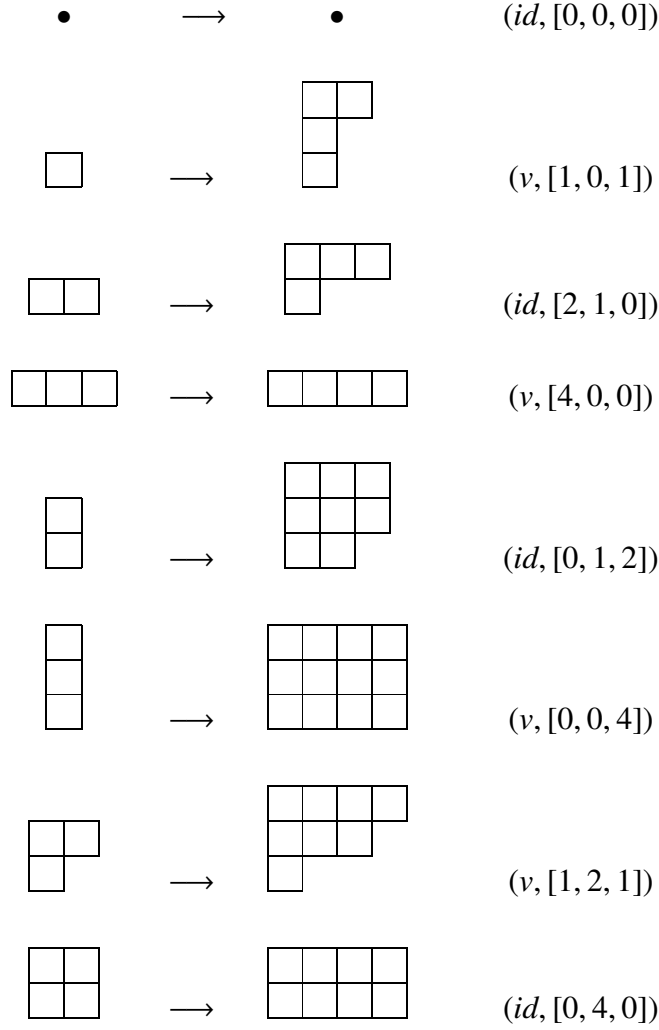 • ⟶ • (id, [0, 0, 0])
⟶ (v, [1, 0, 1])
⟶ (id, [2, 1, 0])
⟶ (v, [4, 0, 0])
⟶ (id, [0, 1, 2])
⟶ (v, [0, 0, 4])
⟶ (v, [1, 2, 1])
⟶ (id, [0, 4, 0])